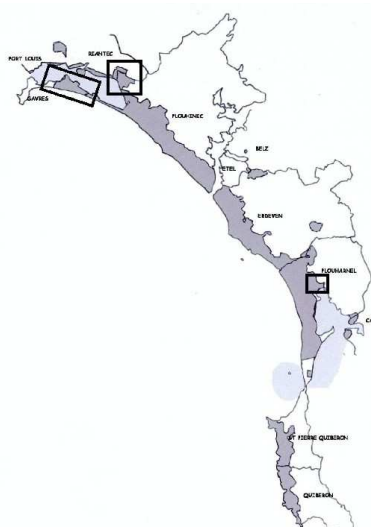 RIANTEC
PORT LOUIS
GAVRES
PLOUHINEC
BELZ
ETEL
ERDEVEN
PLOUHARNEL
ST PIERRE QUIBERON
QUIBERON